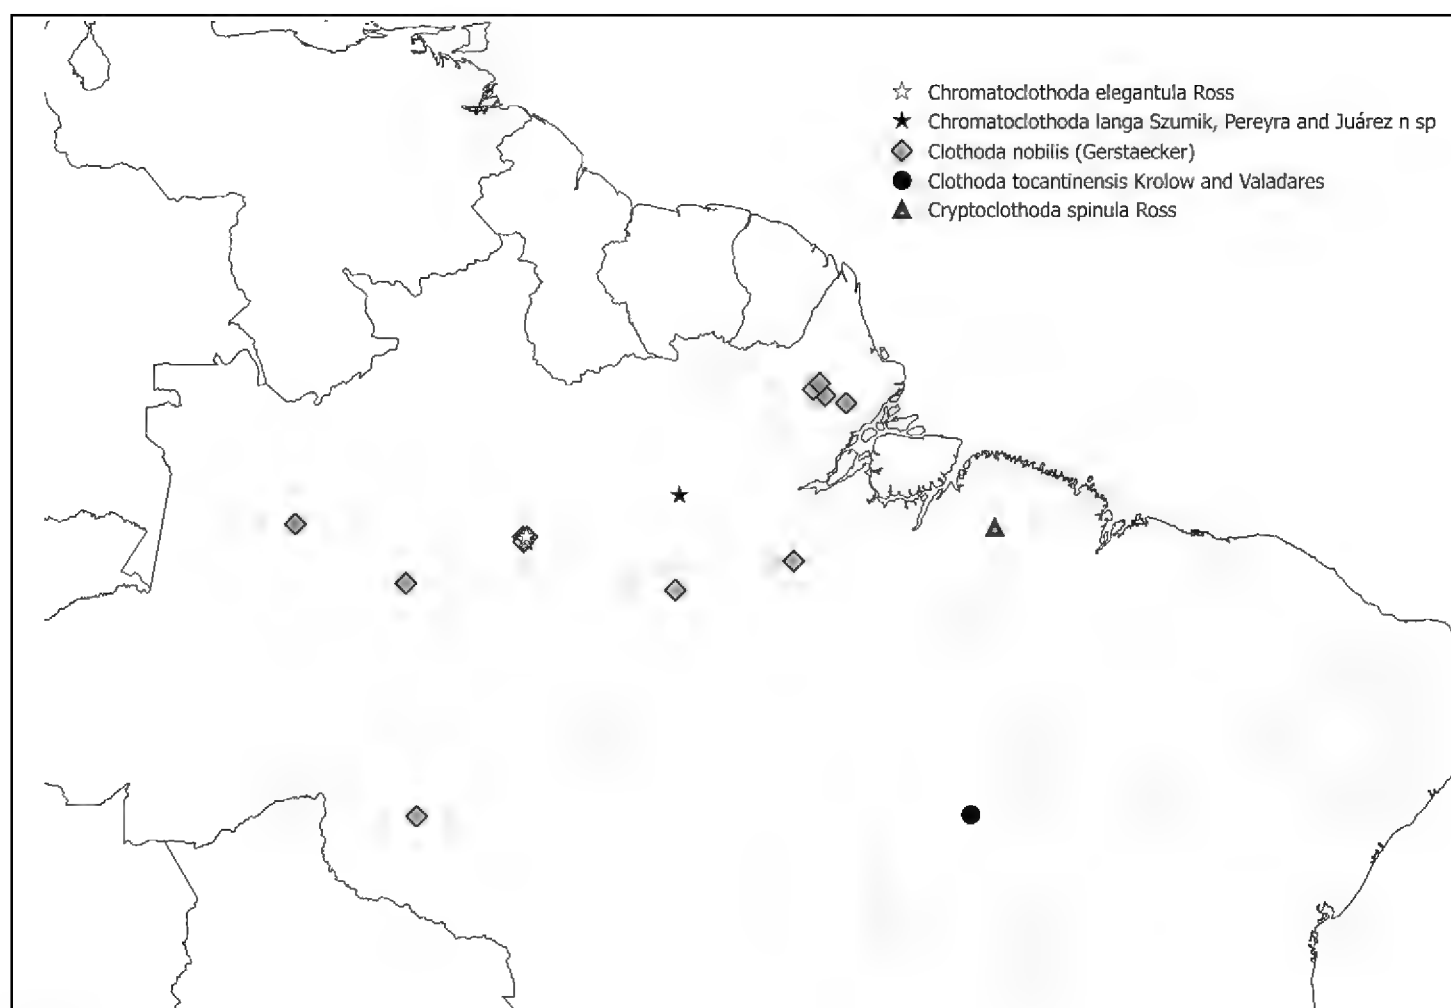 Chromatoclothoda elegantula Ross
Chromatoclothoda langa Szumik, Pereyra and Juárez n sp
Clothoda nobilis (Gerstaecker)
Clothoda tocantinensis Krolow and Valadares
Cryptoclothoda spinula Ross